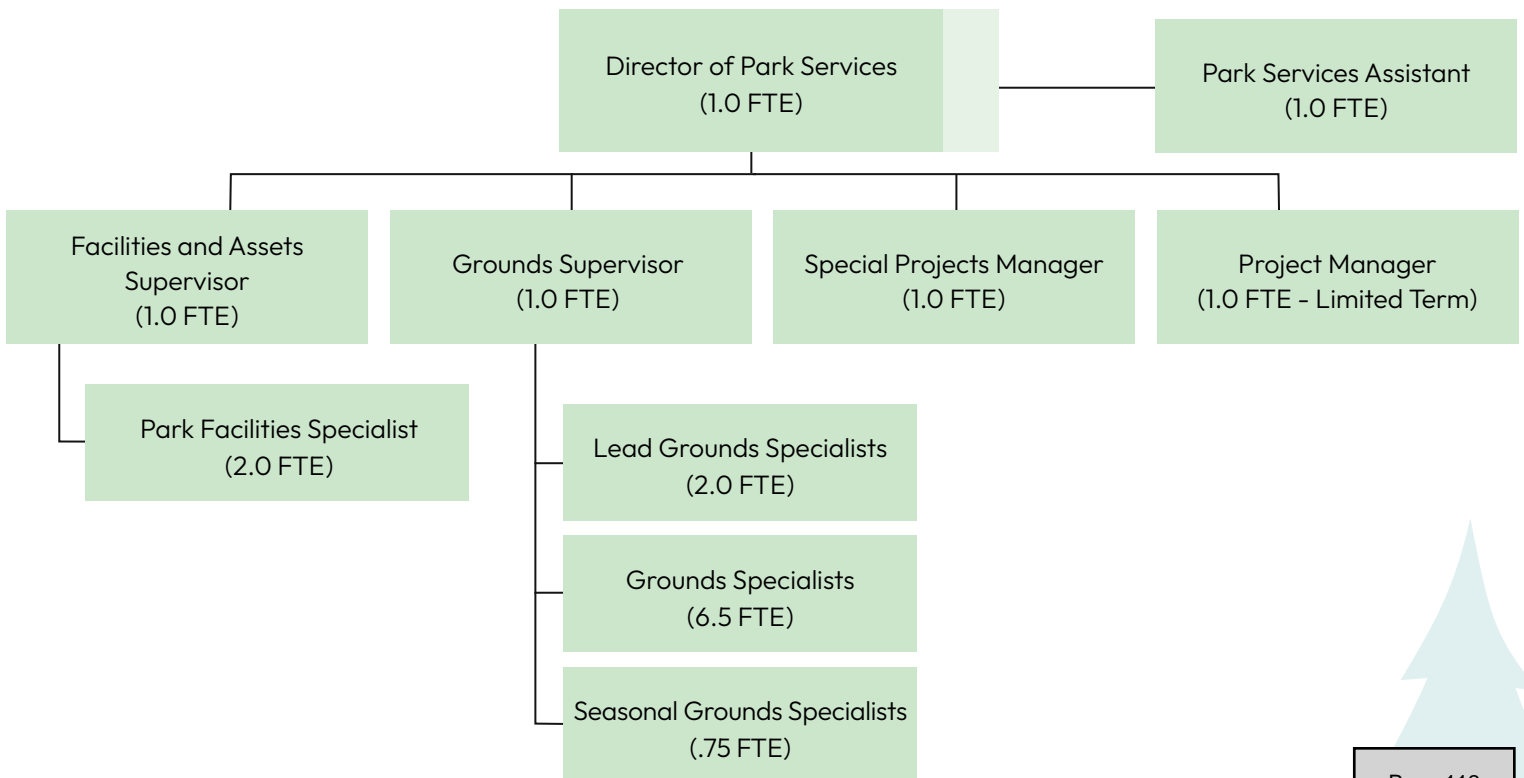 Director of Park Services
(1.0 FTE)
Park Services Assistant
(1.0 FTE)
Facilities and Assets
Supervisor
(1.0 FTE)
Grounds Supervisor
(1.0 FTE)
Special Projects Manager
(1.0 FTE)
Project Manager
(1.0 FTE - Limited Term)
Park Facilities Specialist
(2.0 FTE)
Lead Grounds Specialists
(2.0 FTE)
Grounds Specialists
(6.5 FTE)
Seasonal Grounds Specialists
(.75 FTE)